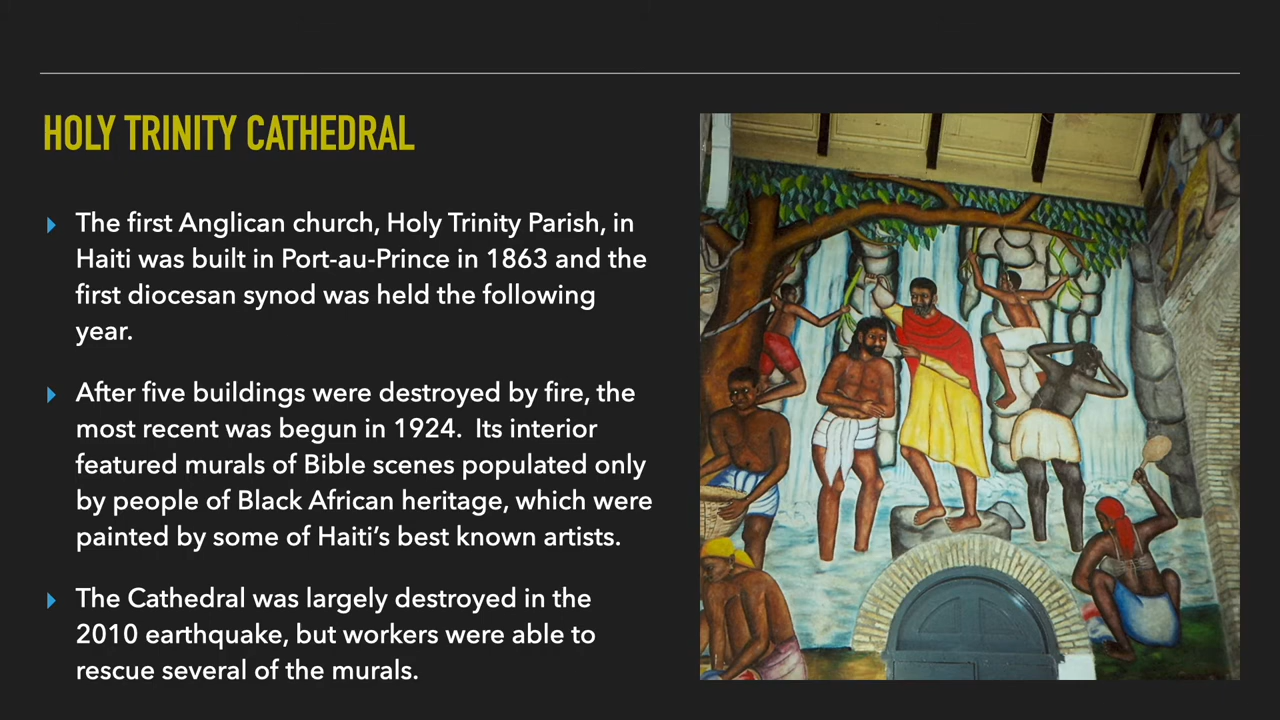 HOLY TRINITY CATHEDRAL
The first Anglican church, Holy Trinity Parish, in
Haiti was built in Port-au-Prince in 1863 and the
first diocesan synod was held the following
year.
After five buildings were destroyed by fire, the
most recent was begun in 1924.  Its interior
featured murals of Bible scenes populated only
by people of Black African heritage, which were
painted by some of Haiti’s best known artists.
The Cathedral was largely destroyed in the
2010 earthquake, but workers were able to
rescue several of the murals.